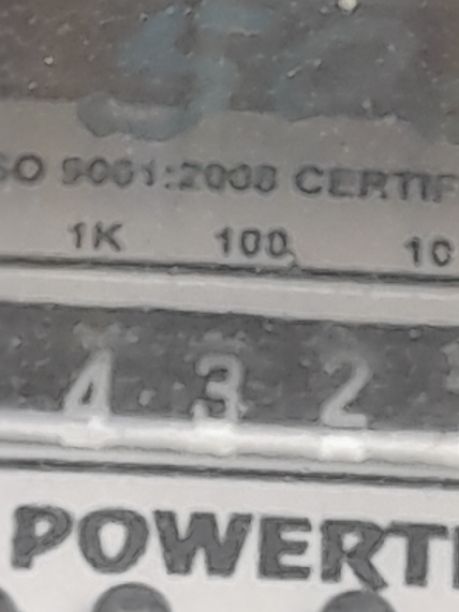 SO 9001:2008 CERTIF
1K 100 10
4 3 2
POWERT